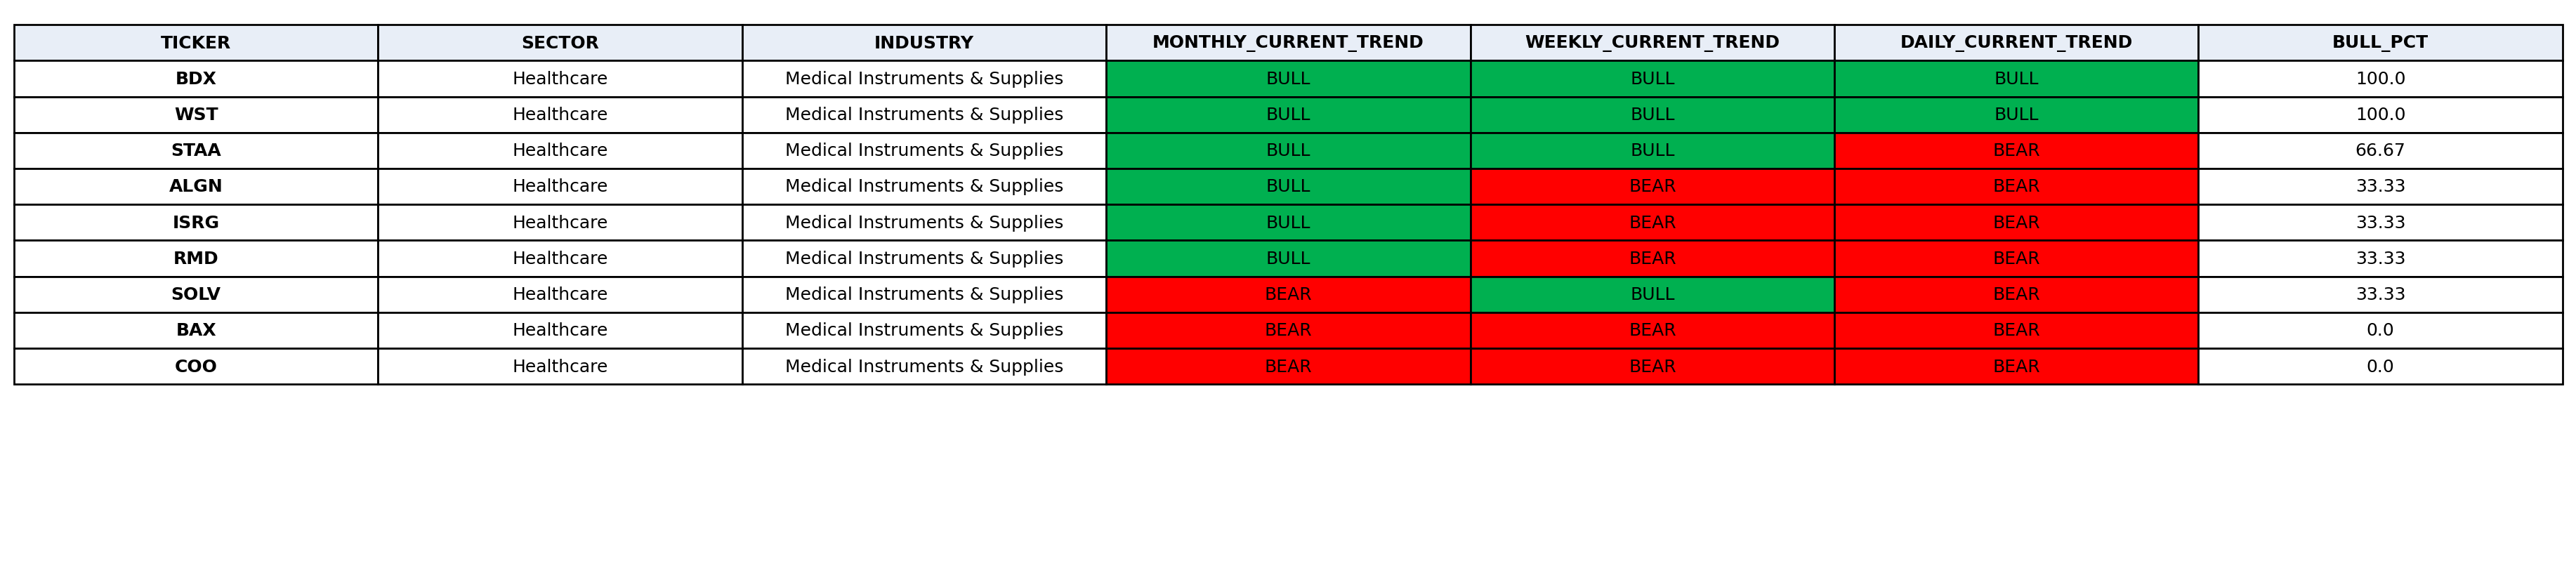 TICKER SECTOR INDUSTRY MONTHLY_CURRENT_TREND WEEKLY_CURRENT_TREND DAILY_CURRENT_TREND BULL_PCT
BDX Healthcare Medical Instruments & Supplies BULL BULL BULL 100.0
WST Healthcare Medical Instruments & Supplies BULL BULL BULL 100.0
STAA Healthcare Medical Instruments & Supplies BULL BULL BEAR 66.67
ALGN Healthcare Medical Instruments & Supplies BULL BEAR BEAR 33.33
ISRG Healthcare Medical Instruments & Supplies BULL BEAR BEAR 33.33
RMD Healthcare Medical Instruments & Supplies BULL BEAR BEAR 33.33
SOLV Healthcare Medical Instruments & Supplies BEAR BULL BEAR 33.33
BAX Healthcare Medical Instruments & Supplies BEAR BEAR BEAR 0.0
COO Healthcare Medical Instruments & Supplies BEAR BEAR BEAR 0.0